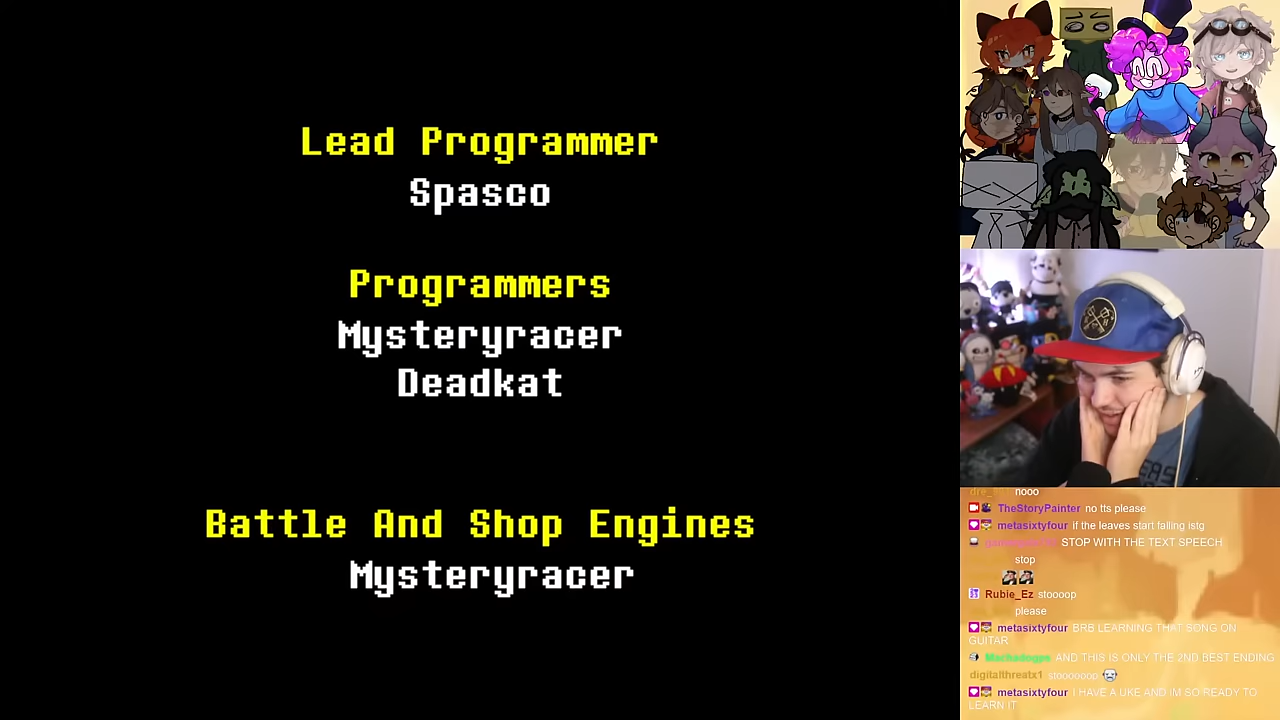 Lead Programmer
Spasco
Programmers
Mysteryracer
Deadkat
Battle And Shop Engines
Mysteryracer
nooo
TheStoryPainter no tts please
metasixtyfour if the leaves start falling istg
STOP WITH THE TEXT SPEECH
stop
Rubie_Ez stoooop
please
metasixtyfour BRB LEARNING THAT SONG ON
GUITAR
AND THIS IS ONLY THE 2ND BEST ENDING
digitalthreatx1 stoooooop
metasixtyfour I HAVE A UKE AND IM SO READY TO
LEARN IT